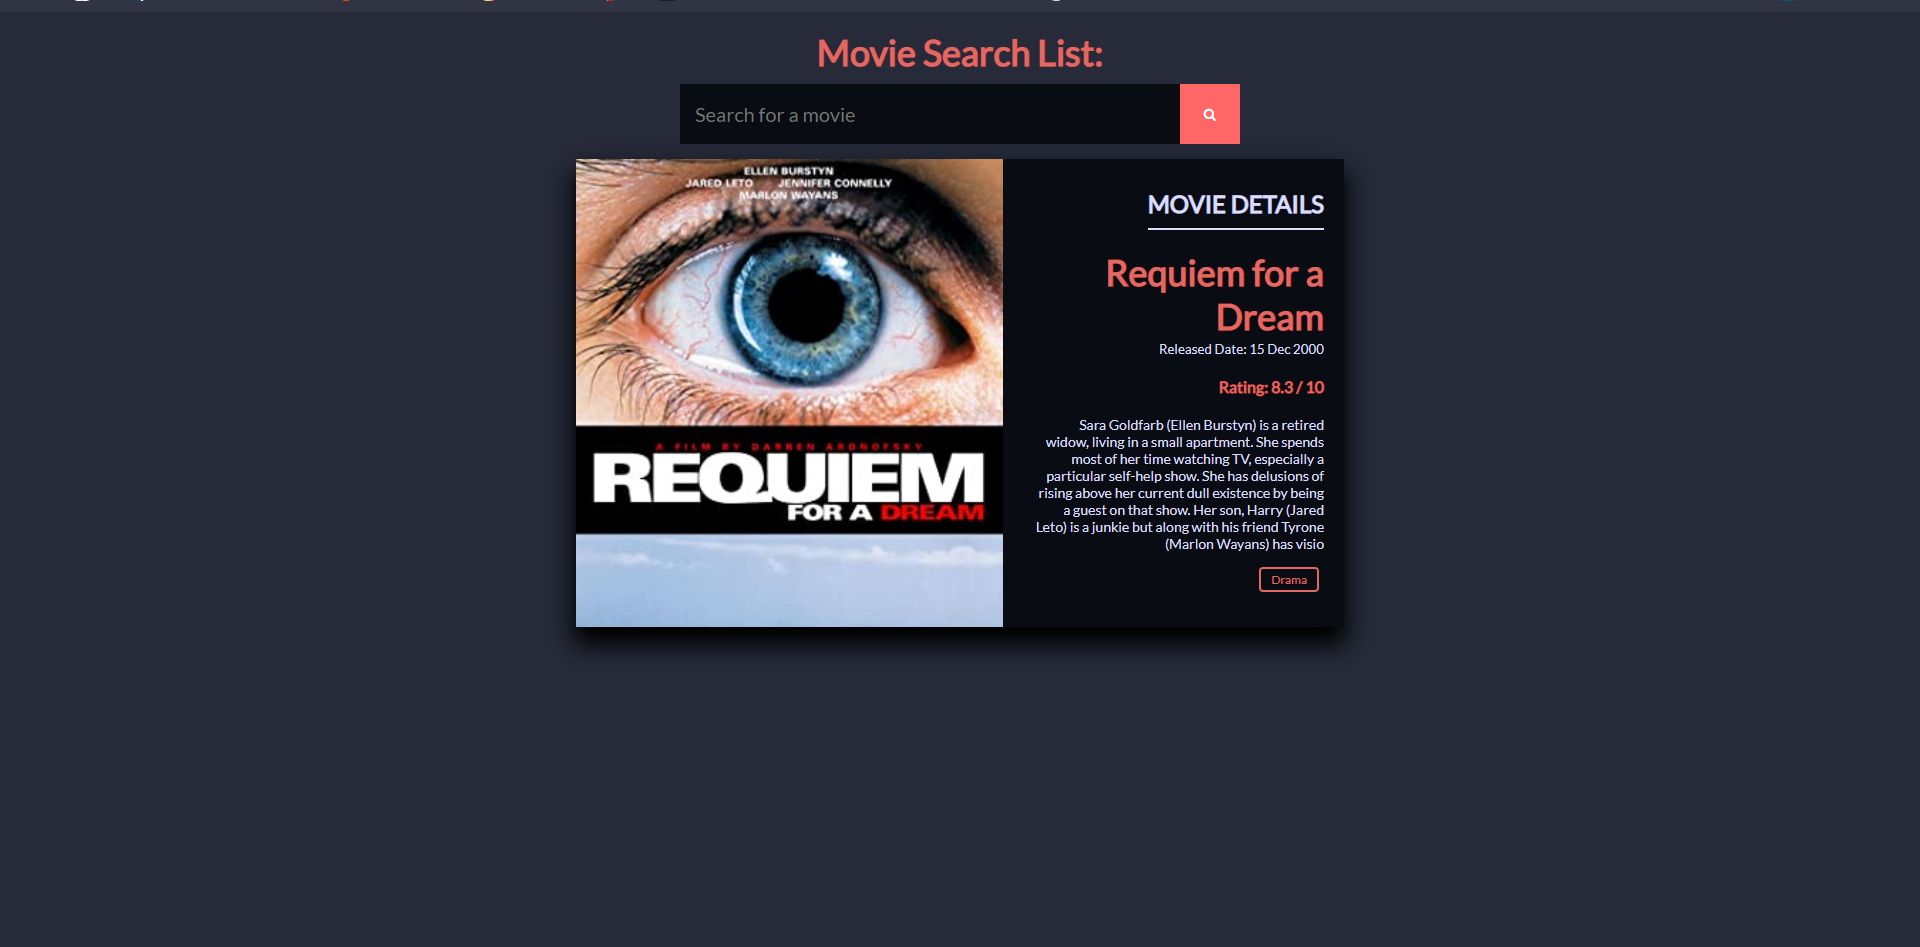 Movie Search List:
Search for a movie
ELLEN BURSTYN
JARED LETO JENNIFER CONNELLY
MARLON WAYANS
A FILM BY DARREN ARONOFSKY
REQUIEM
FOR A DREAM
MOVIE DETAILS
Requiem for a
Dream
Released Date: 15 Dec 2000
Rating: 8.3 / 10
Sara Goldfarb (Ellen Burstyn) is a retired
widow, living in a small apartment. She spends
most of her time watching TV, especially a
particular self-help show. She has delusions of
rising above her current dull existence by being
a guest on that show. Her son, Harry (Jared
Leto) is a junkie but along with his friend Tyrone
(Marlon Wayans) has visio
Drama